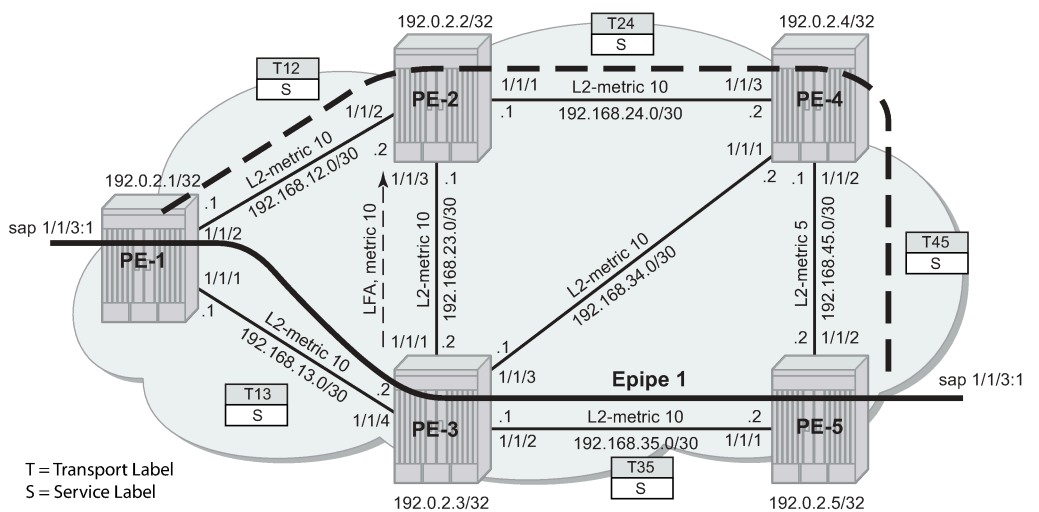 192.0.2.2/32
T24
S
192.0.2.4/32
T12
S
1/1/1
L2-metric 10
1/1/3
PE-2
PE-4
1/1/2
.1
192.168.24.0/30
.2
L2-metric 10
192.168.12.0/30
.2
1/1/1
192.0.2.1/32
.1
1/1/3
.1
.2
.1
1/1/2
sap 1/1/3:1
1/1/2
PE-1
LFA, metric 10
L2-metric 10
192.168.23.0/30
L2-metric 10
192.168.34.0/30
L2-metric 5
192.168.45.0/30
T45
S
1/1/1
.1
L2-metric 10
192.168.13.0/30
1/1/1
.2
.1
.2
1/1/2
1/1/3
Epipe 1
sap 1/1/3:1
T13
S
.2
1/1/4
PE-3
.1
L2-metric 10
.2
PE-5
1/1/2
192.168.35.0/30
1/1/1
T35
S
T = Transport Label
S = Service Label
192.0.2.3/32
192.0.2.5/32